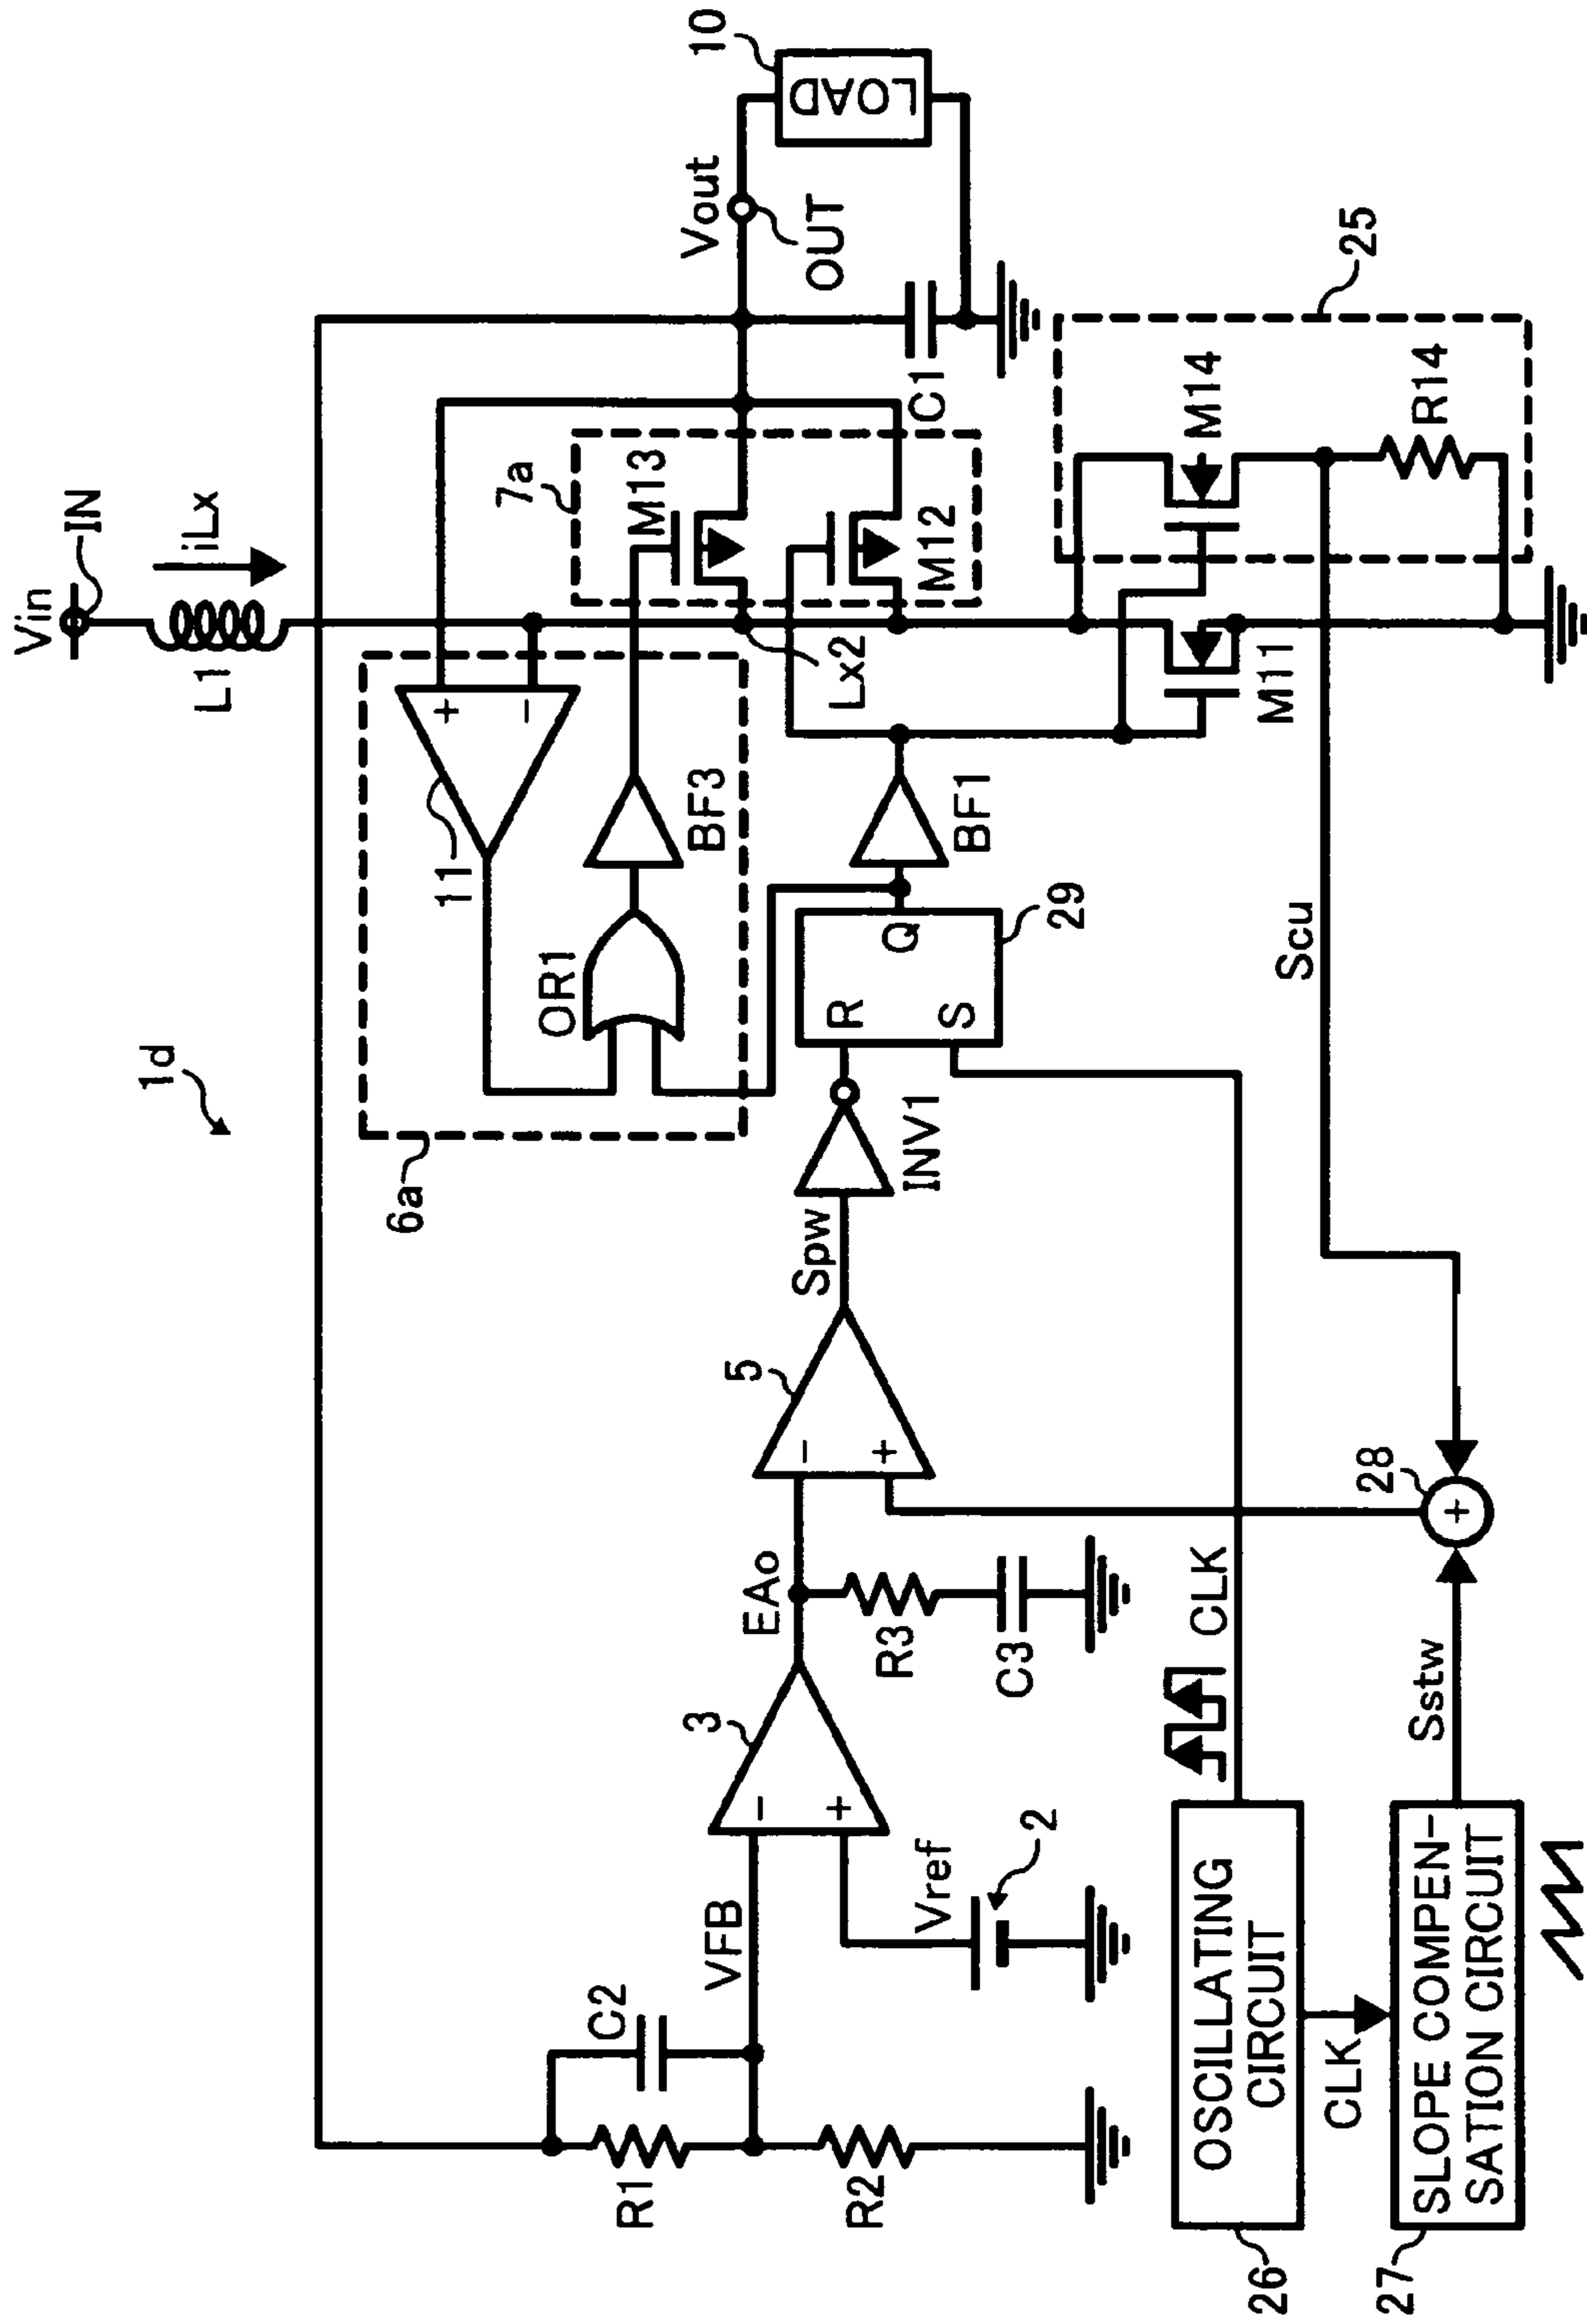 1d
Vin
IN
iLx
L1
6a
11
+
−
OR1
BF3
7a
M13
M12
Lx2
Vout
OUT
10
LOAD
C1
R1
C2
R2
VFB
Vref
2
3
−
+
EAo
R3
C3
5
−
+
Spw
INV1
R
S
Q
29
BF1
M11
25
M14
R14
Scu
26
OSCILLATING
CIRCUIT
CLK
CLK
27
SLOPE COMPEN-
SATION CIRCUIT
Sstw
28
+